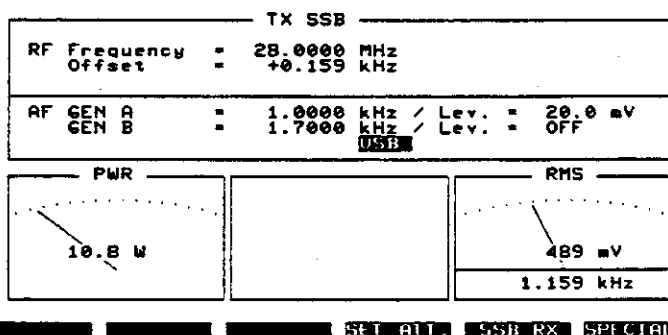 TX SSB
RF Frequency = 28.0000 MHz
Offset = +0.159 kHz
AF GEN A = 1.0000 kHz / Lev. = 20.0 mV
GEN B = 1.7000 kHz / Lev. = OFF
USB
PWR
RMS
10.8 W
489 mV
1.159 kHz
SET ATT. SSB RX SPECIAL